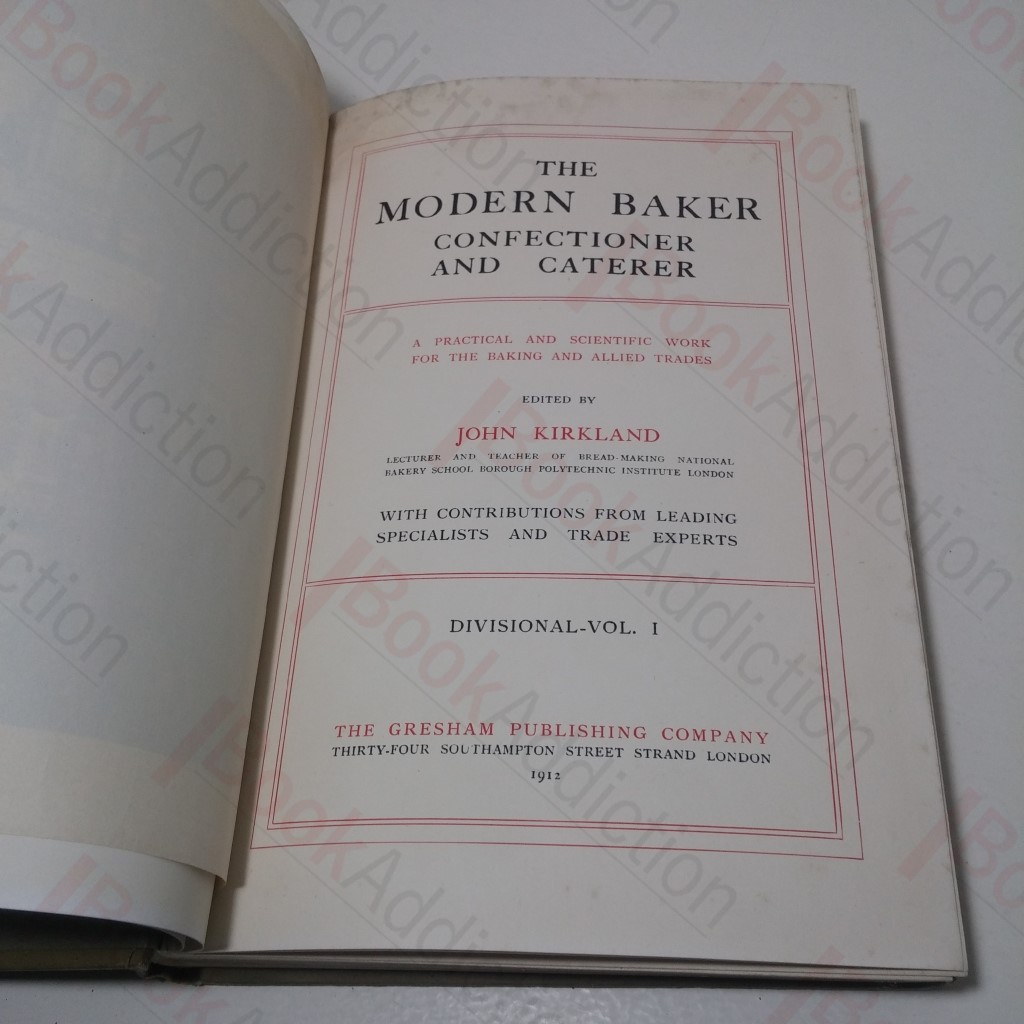 THE
MODERN BAKER
CONFECTIONER
AND CATERER
A PRACTICAL AND SCIENTIFIC WORK
FOR THE BAKING AND ALLIED TRADES
EDITED BY
JOHN KIRKLAND
LECTURER AND TEACHER OF BREAD-MAKING NATIONAL
BAKERY SCHOOL BOROUGH POLYTECHNIC INSTITUTE LONDON
WITH CONTRIBUTIONS FROM LEADING
SPECIALISTS AND TRADE EXPERTS
DIVISIONAL-VOL. I
THE GRESHAM PUBLISHING COMPANY
THIRTY-FOUR SOUTHAMPTON STREET STRAND LONDON
1912
BookAddiction